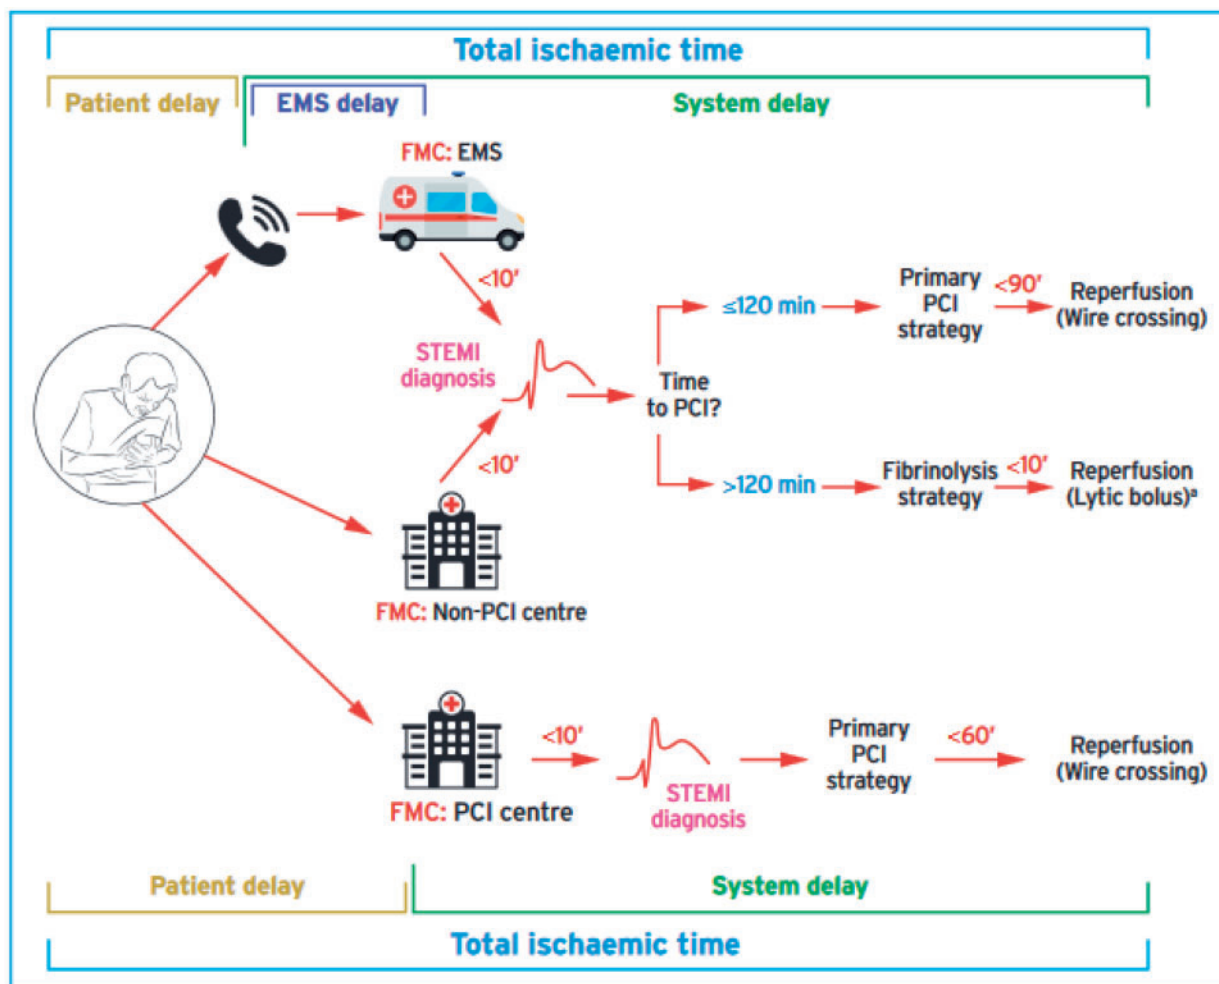 Total ischaemic time
Patient delay
EMS delay
System delay
FMC: EMS
<10'
STEMI
diagnosis
<10'
Time
to PCI?
≤120 min
Primary
PCI
strategy
<90'
Reperfusion
(Wire crossing)
>120 min
Fibrinolysis
strategy
<10'
Reperfusion
(Lytic bolus)ª
FMC: Non-PCI centre
FMC: PCI centre
<10'
STEMI
diagnosis
Primary
PCI
strategy
<60'
Reperfusion
(Wire crossing)
Patient delay
System delay
Total ischaemic time